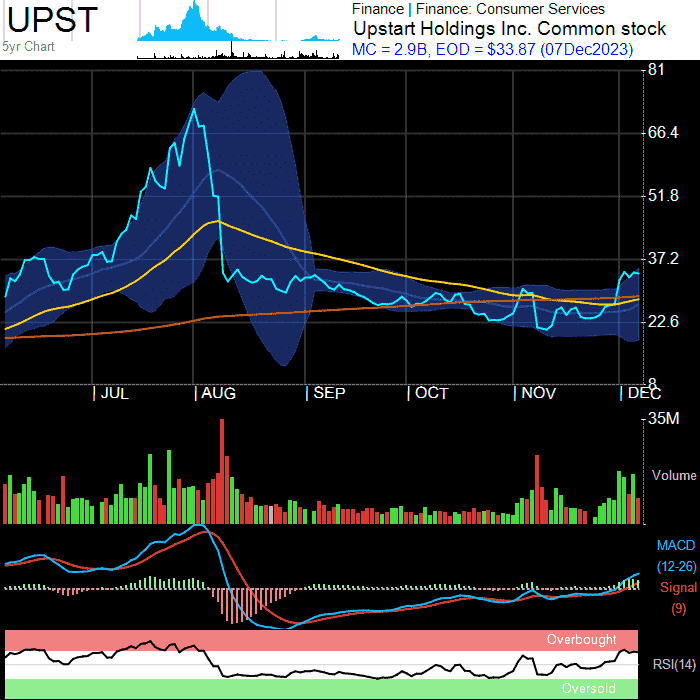 UPST
5yr Chart
Finance | Finance: Consumer Services
Upstart Holdings Inc. Common stock
MC = 2.9B, EOD = $33.87 (07Dec2023)
81
66.4
51.8
37.2
22.6
8
JUL
AUG
SEP
OCT
NOV
DEC
35M
Volume
MACD
(12-26)
Signal
(9)
Overbought
RSI(14)
Oversold